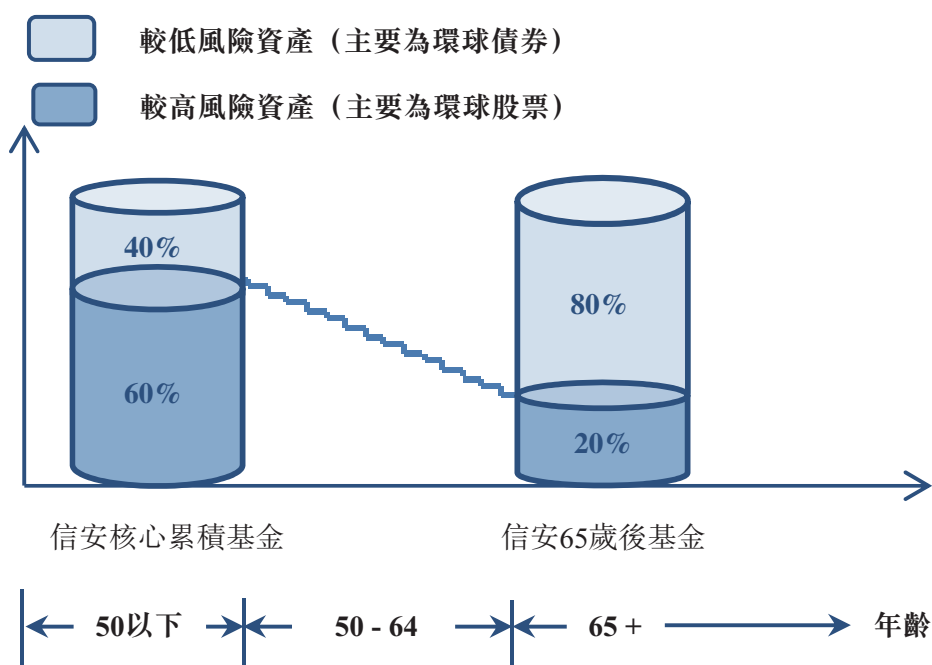 較低風險資產（主要為環球債券）
較高風險資產（主要為環球股票）
40%
60%
80%
20%
信安核心累積基金
信安65歲後基金
50以下
50 - 64
65 +
年齡